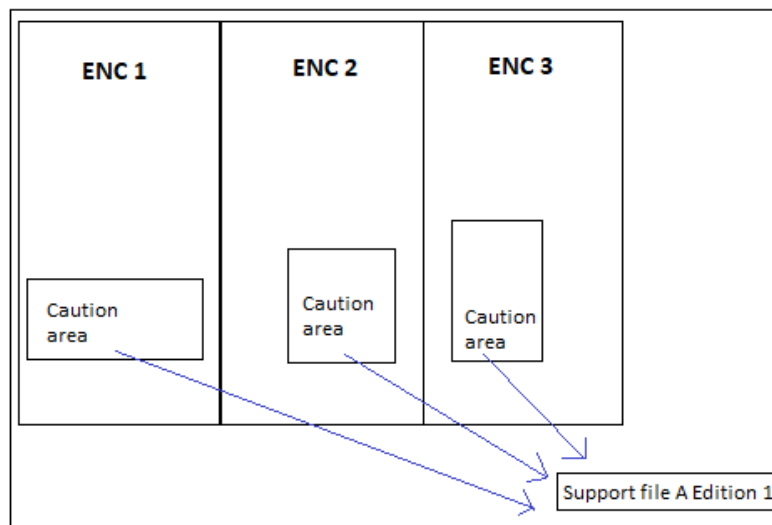 ENC 1
ENC 2
ENC 3
Caution
area
Caution
area
Caution
area
Support file A Edition 1